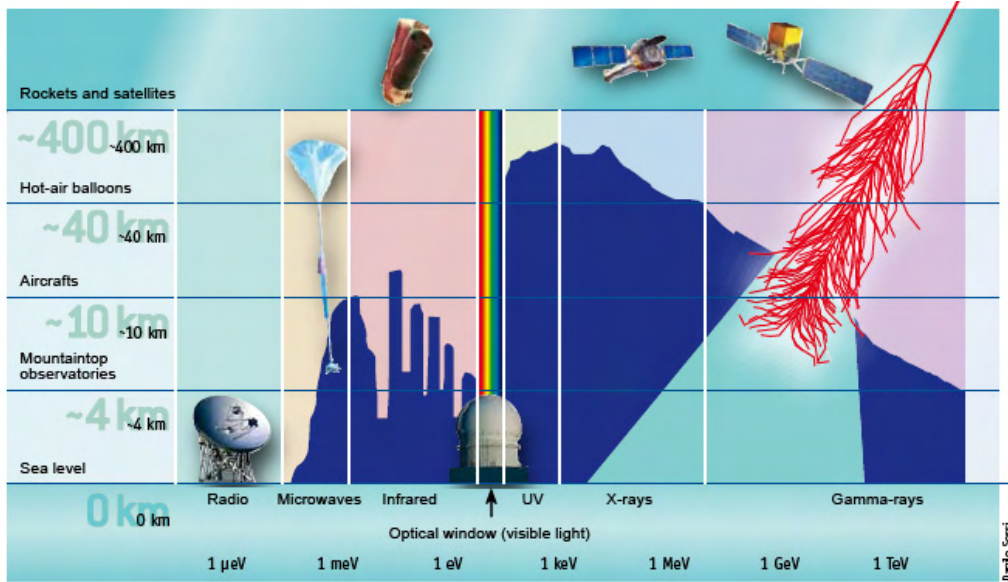 Rockets and satellites
~400 km
~400 km
Hot-air balloons
~40 km
~40 km
Aircrafts
~10 km
~10 km
Mountaintop
observatories
~4 km
~4 km
Sea level
0 km
0 km
Radio
Microwaves
Infrared
UV
X-rays
Gamma-rays
Optical window (visible light)
1 µeV
1 meV
1 eV
1 keV
1 MeV
1 GeV
1 TeV